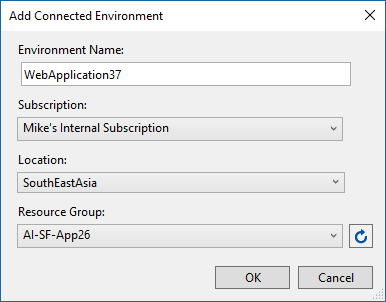 Add Connected Environment
Environment Name:
WebApplication37
Subscription:
Mike's Internal Subscription
Location:
SouthEastAsia
Resource Group:
AI-SF-App26
OK
Cancel